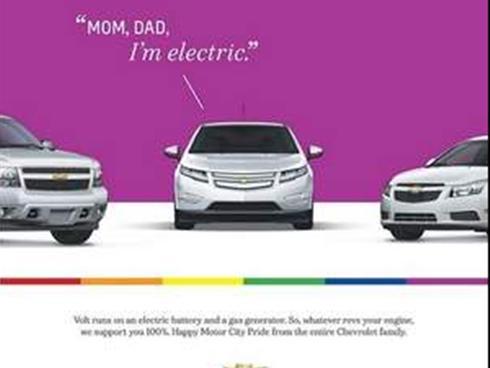 “MOM, DAD,
I'm electric.”
Volt runs on an electric battery and a gas generator. So, whatever revs your engine,
we support you 100%. Happy Motor City Pride from the entire Chevrolet family.